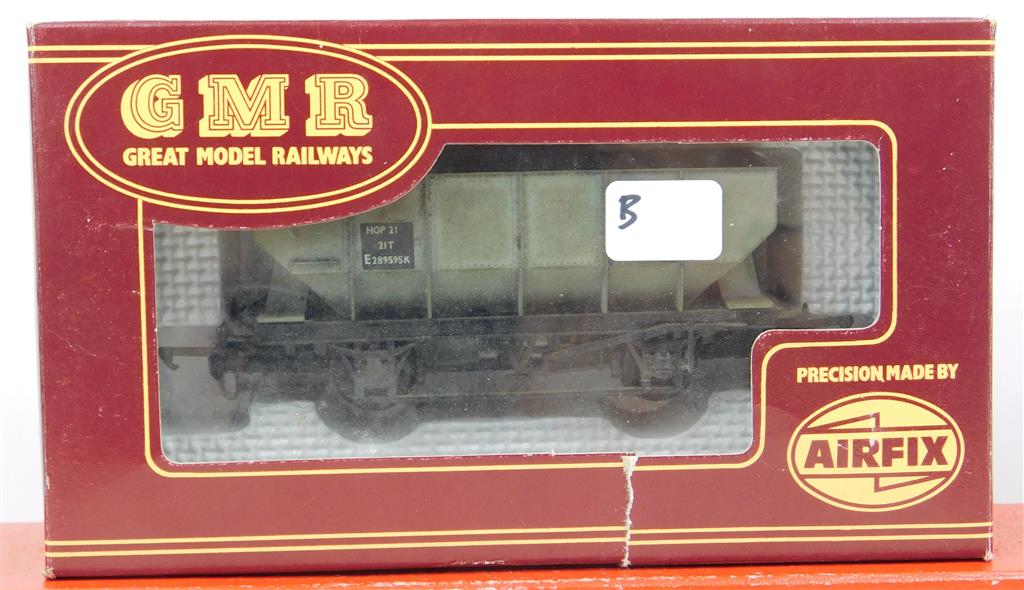 GMR
GREAT MODEL RAILWAYS
HOP 21
21T
E289595K
B
PRECISION MADE BY
AIRFIX